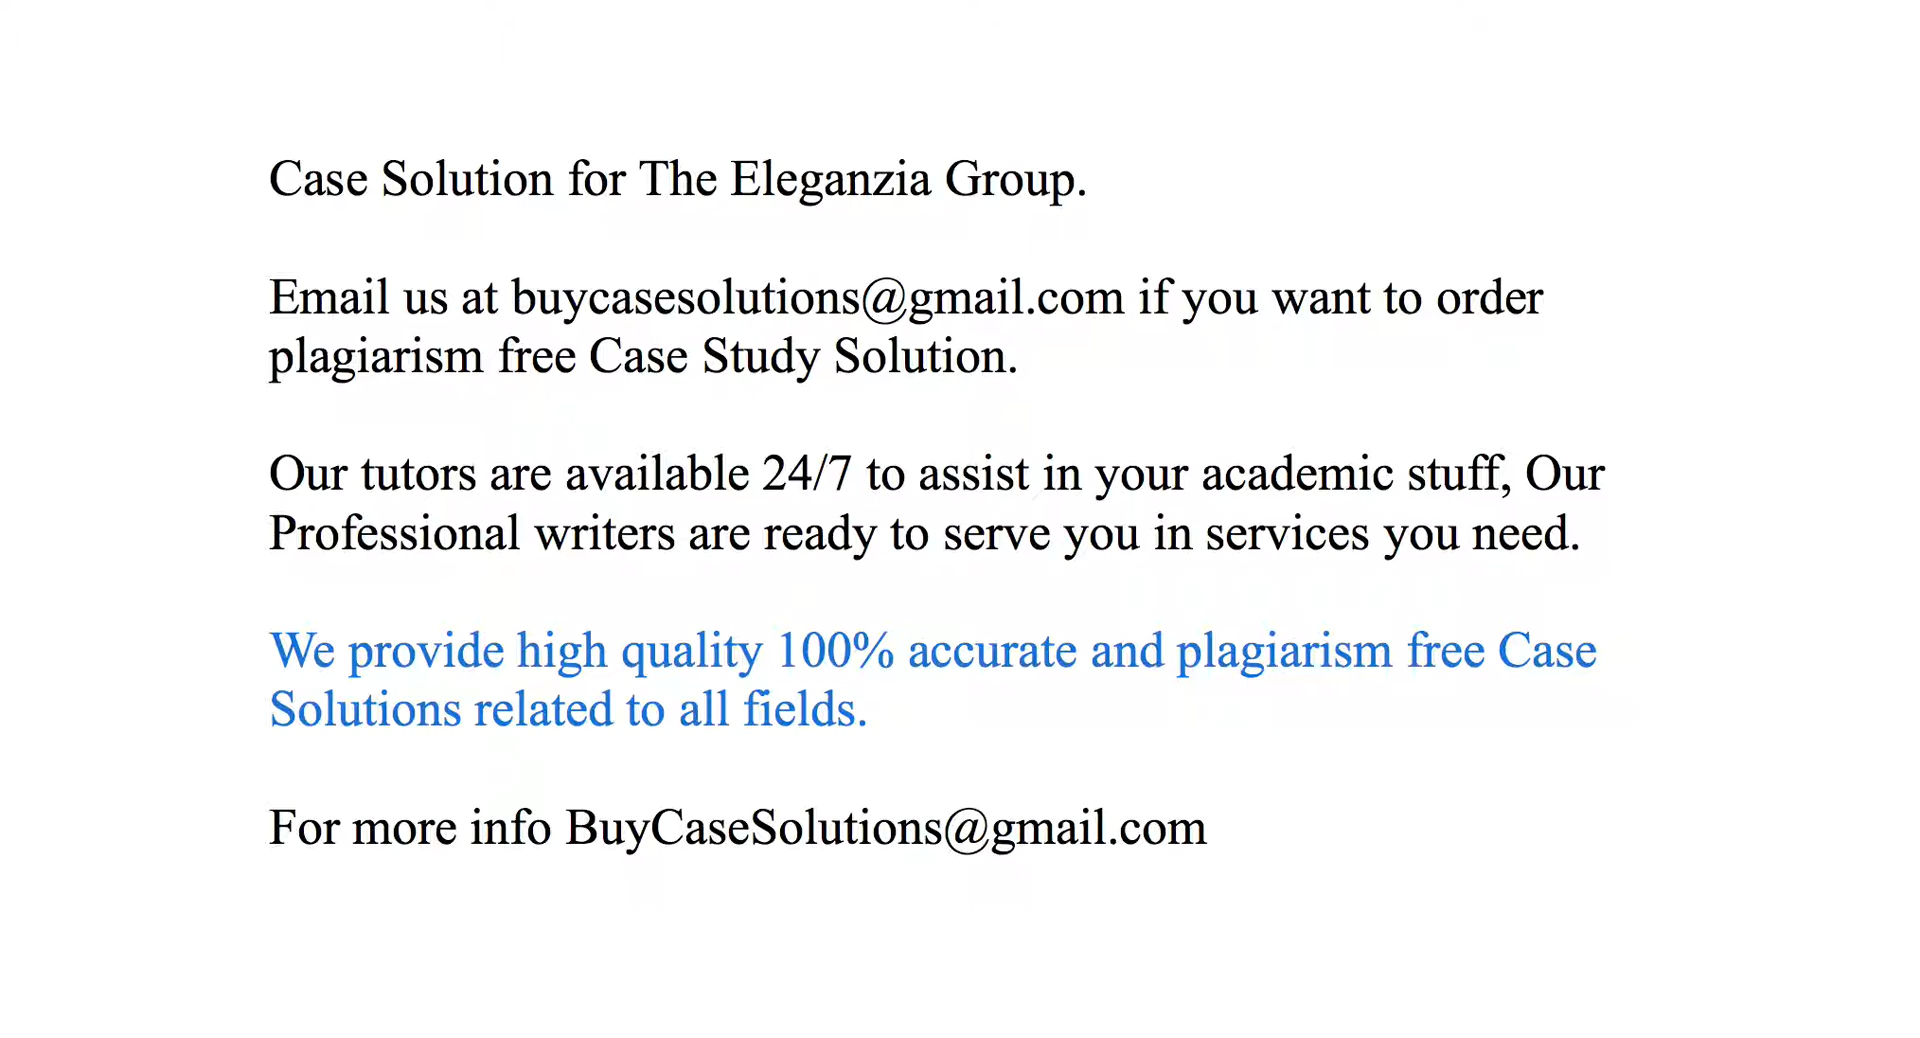 Case Solution for The Eleganzia Group.
Email us at buycasesolutions@gmail.com if you want to order
plagiarism free Case Study Solution.
Our tutors are available 24/7 to assist in your academic stuff, Our
Professional writers are ready to serve you in services you need.
We provide high quality 100% accurate and plagiarism free Case
Solutions related to all fields.
For more info BuyCaseSolutions@gmail.com